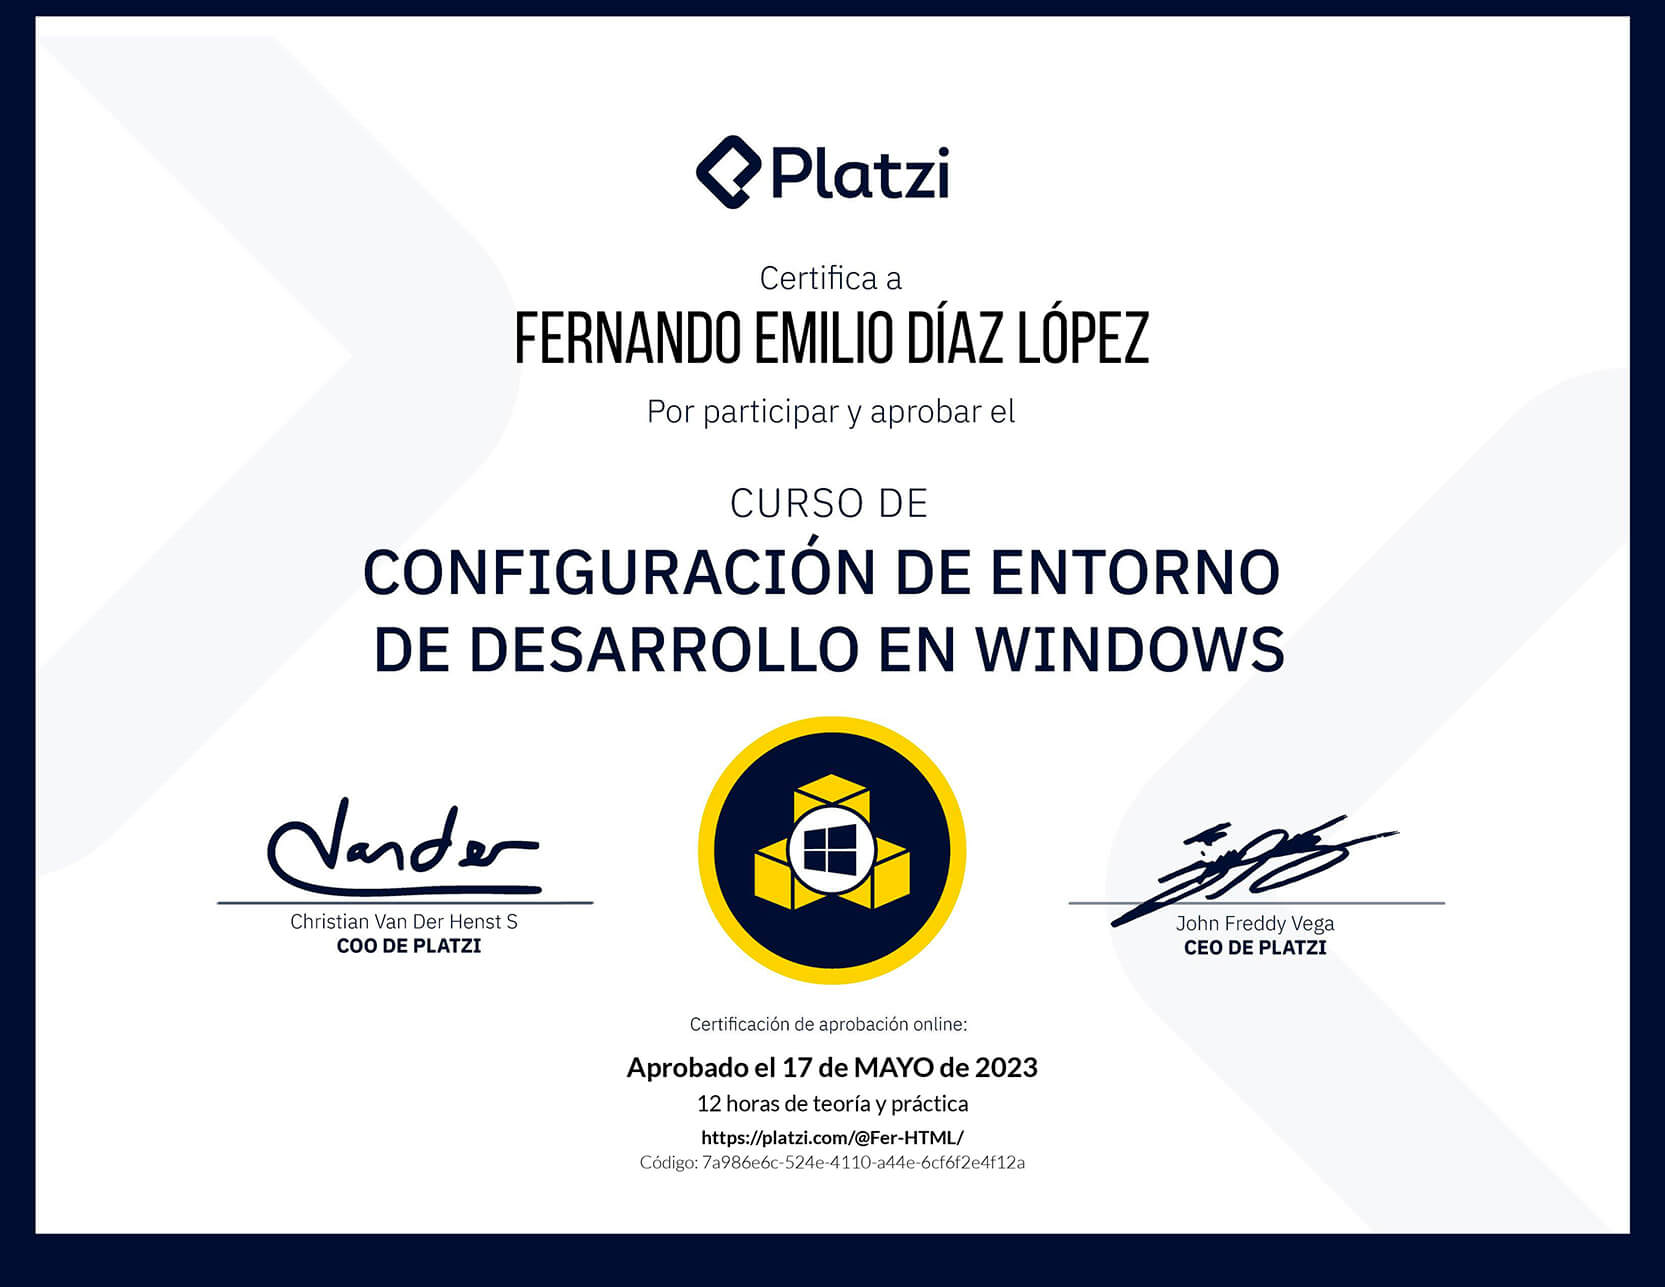 Platzi
Certifica a
FERNANDO EMILIO DÍAZ LÓPEZ
Por participar y aprobar el
CURSO DE
CONFIGURACIÓN DE ENTORNO
DE DESARROLLO EN WINDOWS
Vander
Christian Van Der Henst S
COO DE PLATZI
John Freddy Vega
CEO DE PLATZI
Certificación de aprobación online:
Aprobado el 17 de MAYO de 2023
12 horas de teoría y práctica
https://platzi.com/@Fer-HTML/
Código: 7a986e6c-524e-4110-a44e-6cf6f2e4f12a